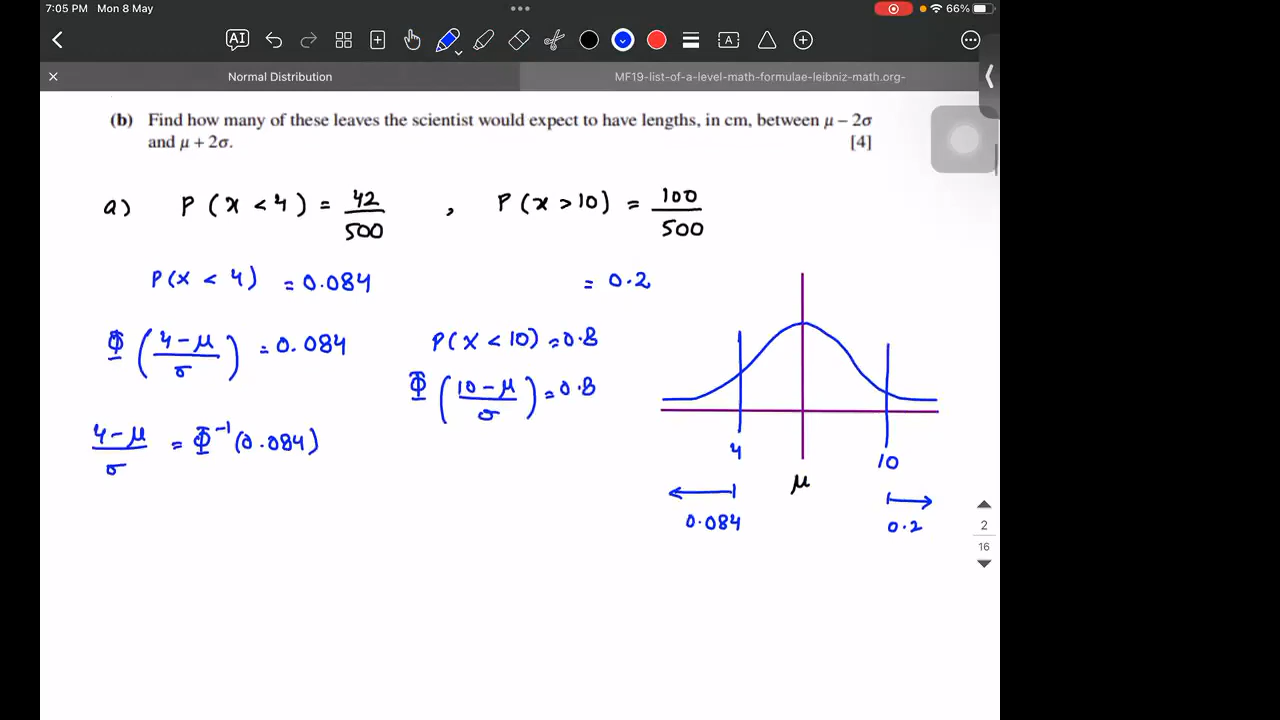 7:05 PM Mon 8 May
66%
AI
A
Normal Distribution
MF19-list-of-a-level-math-formulae-leibniz-math.org-
(b) Find how many of these leaves the scientist would expect to have lengths, in cm, between μ – 2σ
and μ + 2σ. [4]
a) P ( x < 4 ) = 42/500 , P ( x > 10 ) = 100/500
P(x < 4) = 0.084 = 0.2
Φ ( (4 – μ)/σ ) = 0.084
P( x < 10 ) = 0.8
Φ ( (10 – μ)/σ ) = 0.8
(4 – μ)/σ = Φ⁻¹ (0.084)
4
10
μ
0.084
0.2
2
16